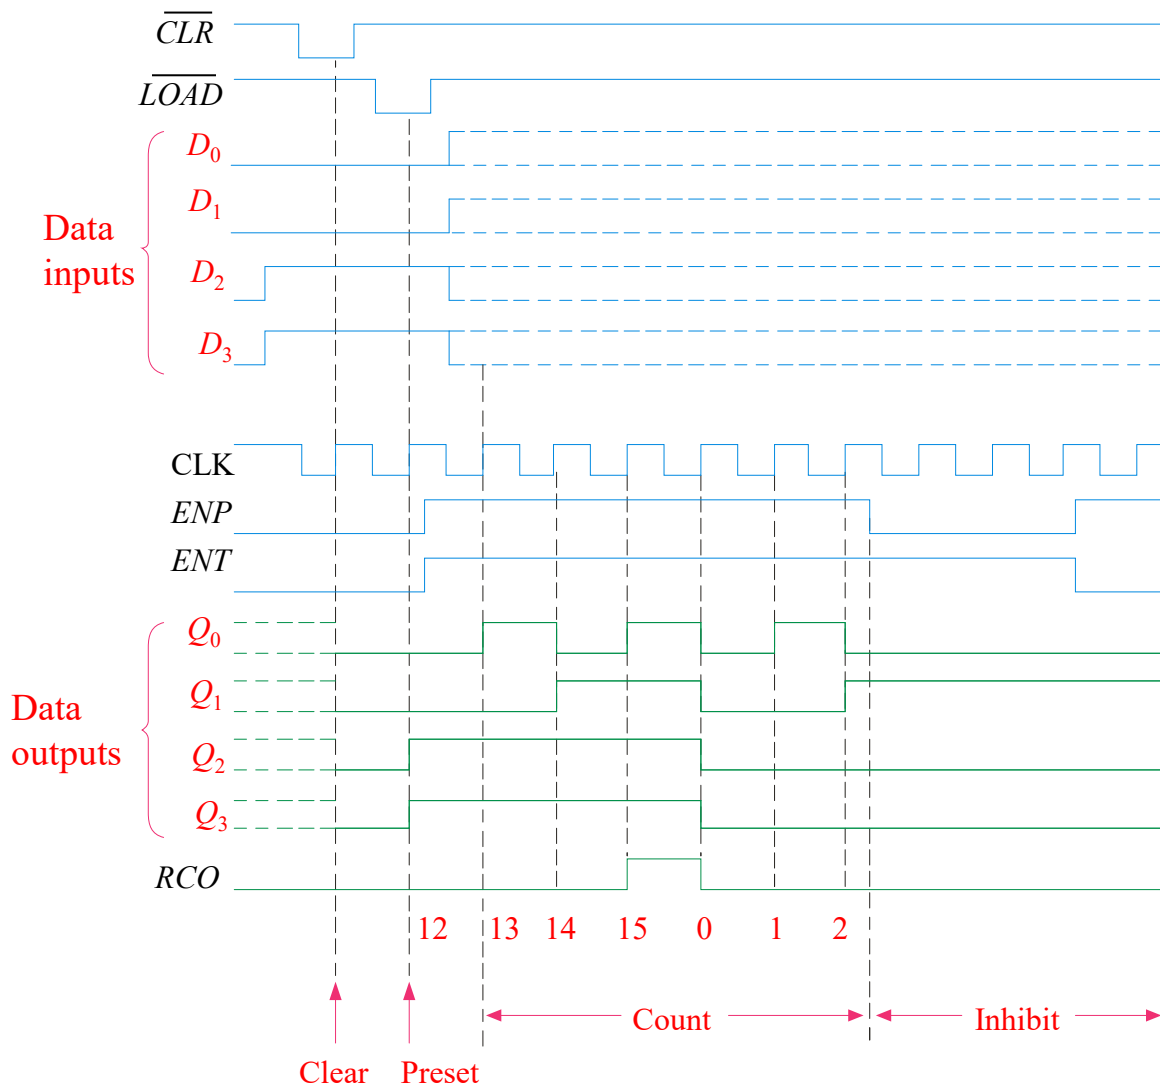 CLR
LOAD
D0
D1
Data
inputs
D2
D3
CLK
ENP
ENT
Q0
Q1
Data
outputs
Q2
Q3
RCO
12 13 14 15 0 1 2
Count Inhibit
Clear Preset